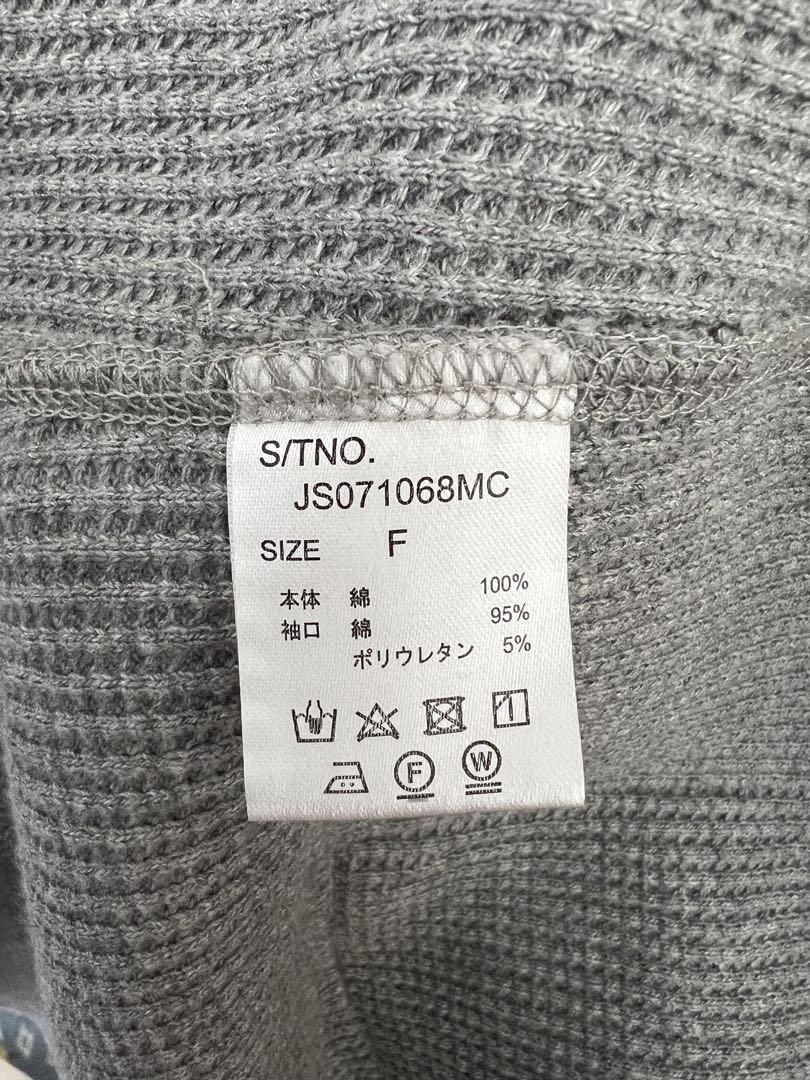 S/TNO.
JS071068MC
SIZE F
本体 綿 100%
袖口 綿 95%
ポリウレタン 5%
F W